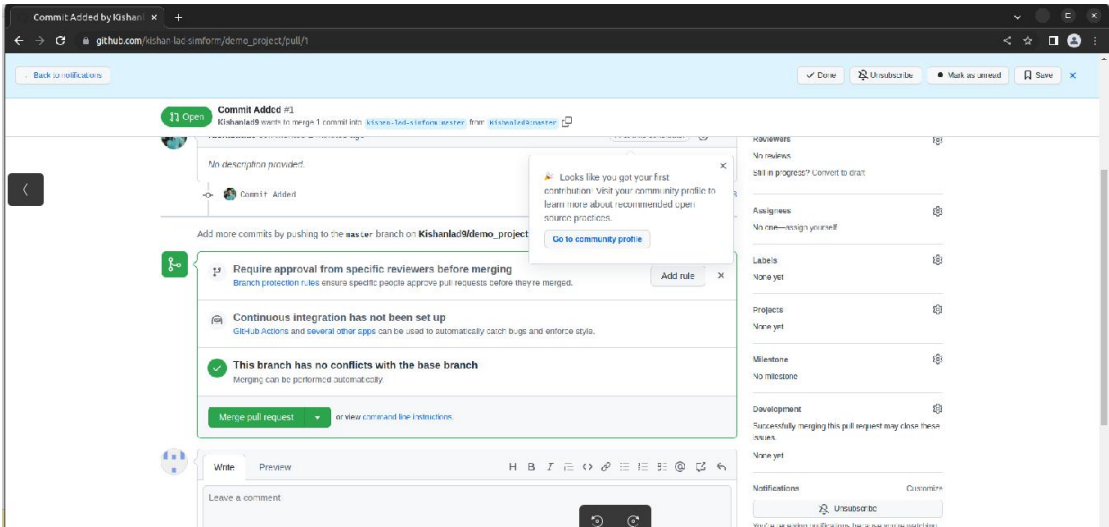 Commit Added by Kishanl
github.com/kishan-lad-simform/demo_project/pull/1
Back to notifications
Done
Unsubscribe
Mark as unread
Save
Open
Commit Added #1
Kishanlad9 wants to merge 1 commit into kishan-lad-simform:master from Kishanlad9:master
No description provided.
Commit Added
Looks like you got your first
contribution! Visit your community profile to
learn more about recommended open
source practices.
Go to community profile
Add more commits by pushing to the master branch on Kishanlad9/demo_project
Require approval from specific reviewers before merging
Branch protection rules ensure specific people approve pull requests before they're merged.
Add rule
Continuous integration has not been set up
GitHub Actions and several other apps can be used to automatically catch bugs and enforce style.
This branch has no conflicts with the base branch
Merging can be performed automatically.
Merge pull request
or view command line instructions.
Write
Preview
H B I
Leave a comment
Reviewers
No reviews
Still in progress? Convert to draft
Assignees
No one—assign yourself
Labels
None yet
Projects
None yet
Milestone
No milestone
Development
Successfully merging this pull request may close these
issues.
None yet
Notifications
Customize
Unsubscribe
You're receiving notifications because you're watching